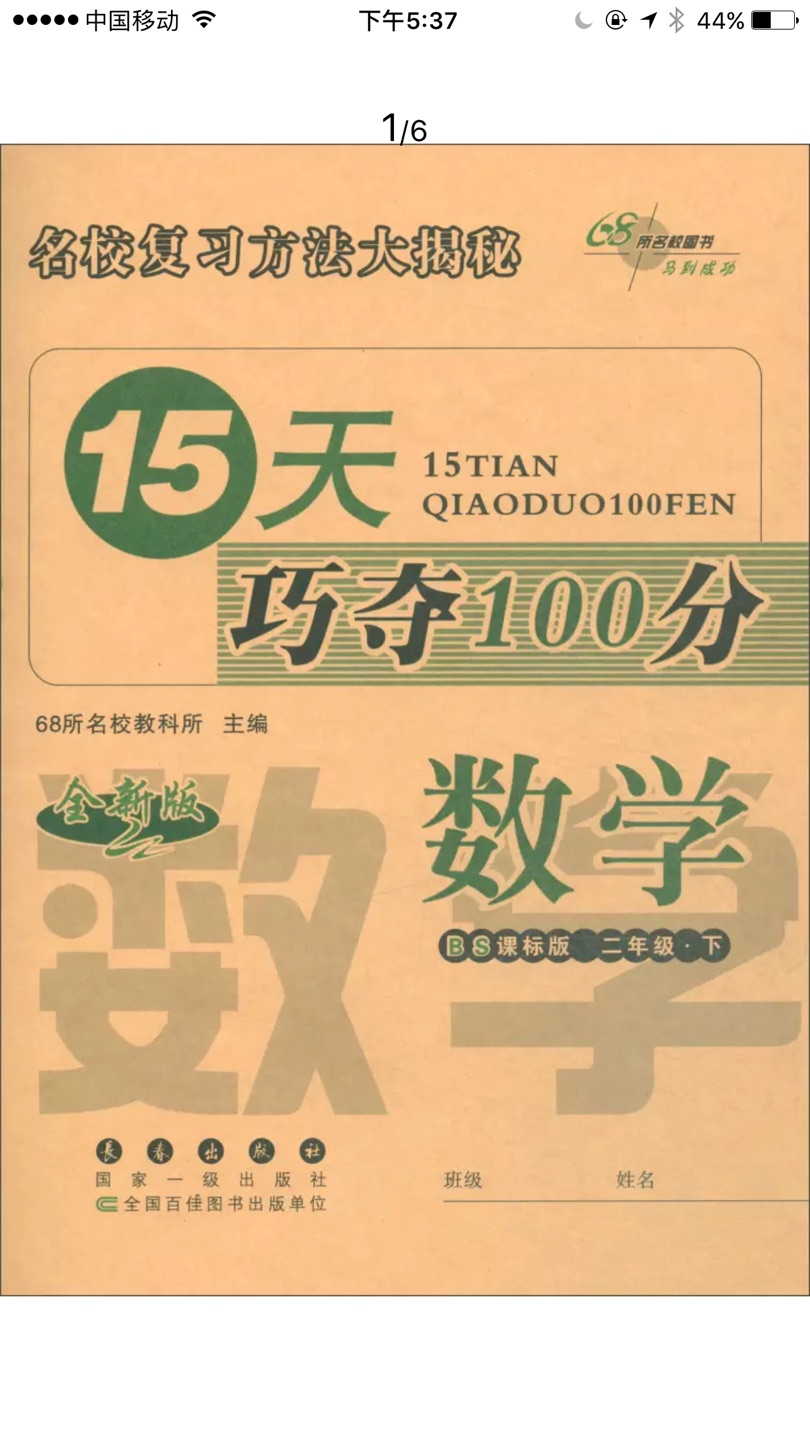 中国移动 下午5:37 44%
1/6
名校复习方法大揭秘
68所名校图书
马到成功
15天
15TIAN
QIAODUO100FEN
巧夺100分
68所名校教科所 主编
全新版
数学
数学
BS课标版 二年级·下
長春出版社
国家一级出版社
全国百佳图书出版单位
班级 姓名